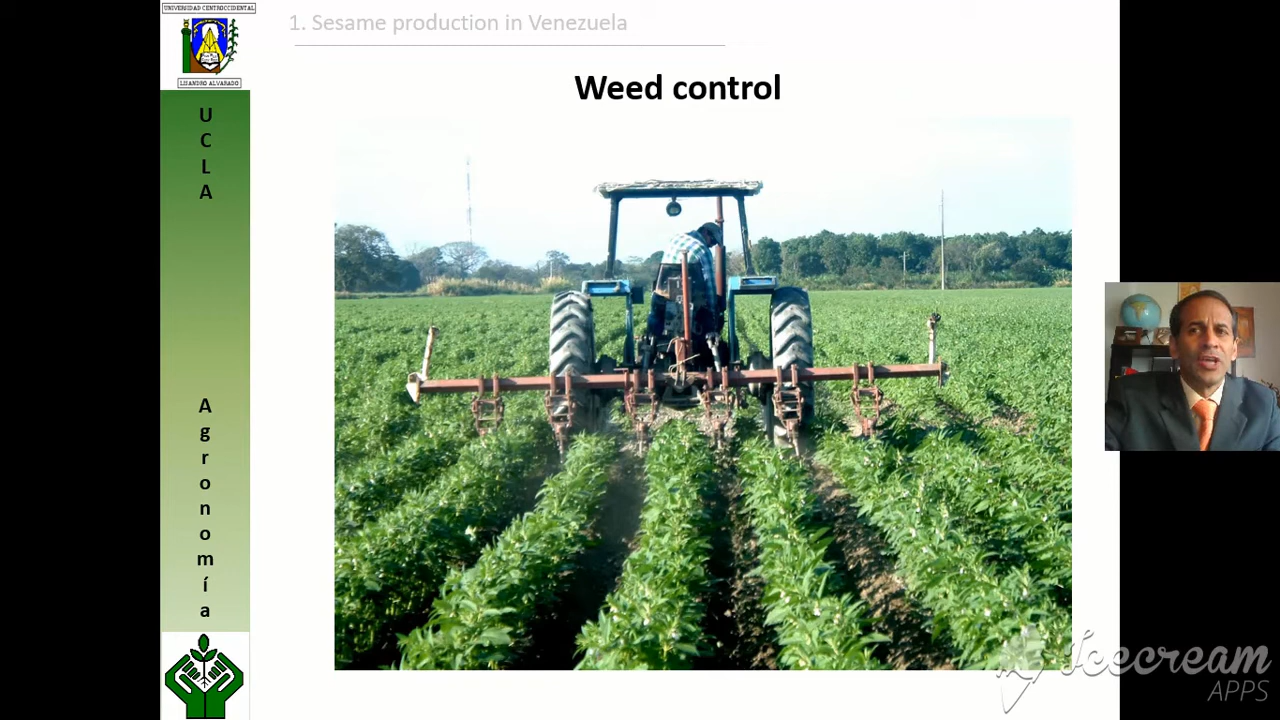 UNIVERSIDAD CENTROCCIDENTAL
LISANDRO ALVARADO
1. Sesame production in Venezuela
Weed control
U
C
L
A
A
g
r
o
n
o
m
í
a
Icecream
APPS